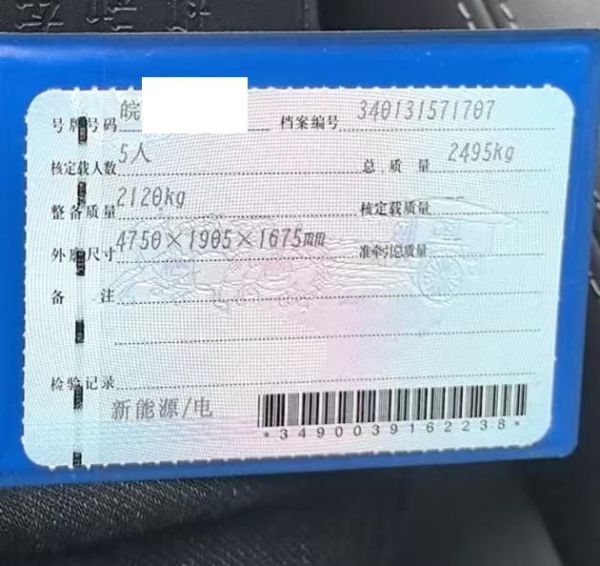 号牌号码 皖 档案编号 340131571707
核定载人数 5人 总质量 2495kg
整备质量 2120kg 核定载质量 --
外廓尺寸 4750×1905×1675mm 准牵引总质量 --
备注
检验记录
新能源/电
*3490039162238*